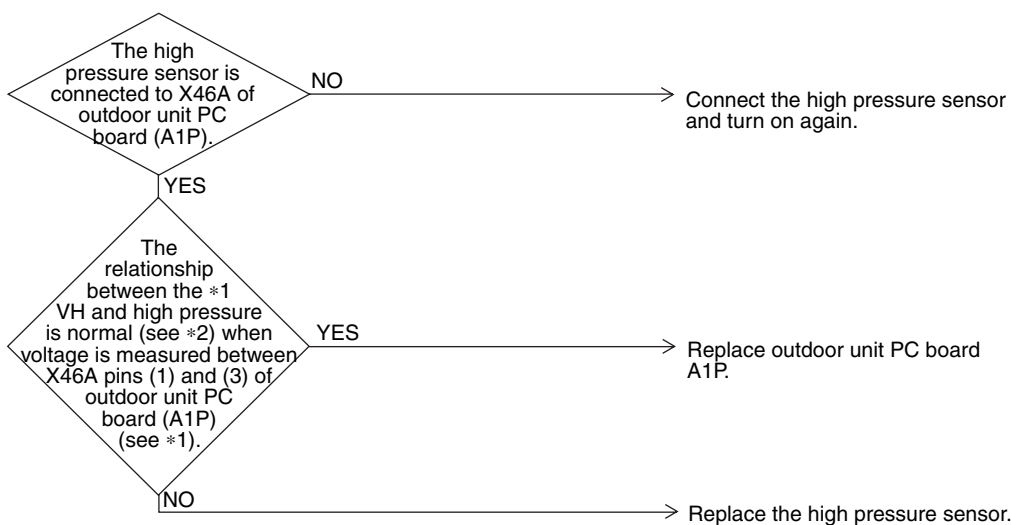 The high
pressure sensor is
connected to X46A of
outdoor unit PC
board (A1P).
NO
Connect the high pressure sensor
and turn on again.
YES
The
relationship
between the *1
VH and high pressure
is normal (see *2) when
voltage is measured between
X46A pins (1) and (3) of
outdoor unit PC
board (A1P)
(see *1).
YES
Replace outdoor unit PC board
A1P.
NO
Replace the high pressure sensor.